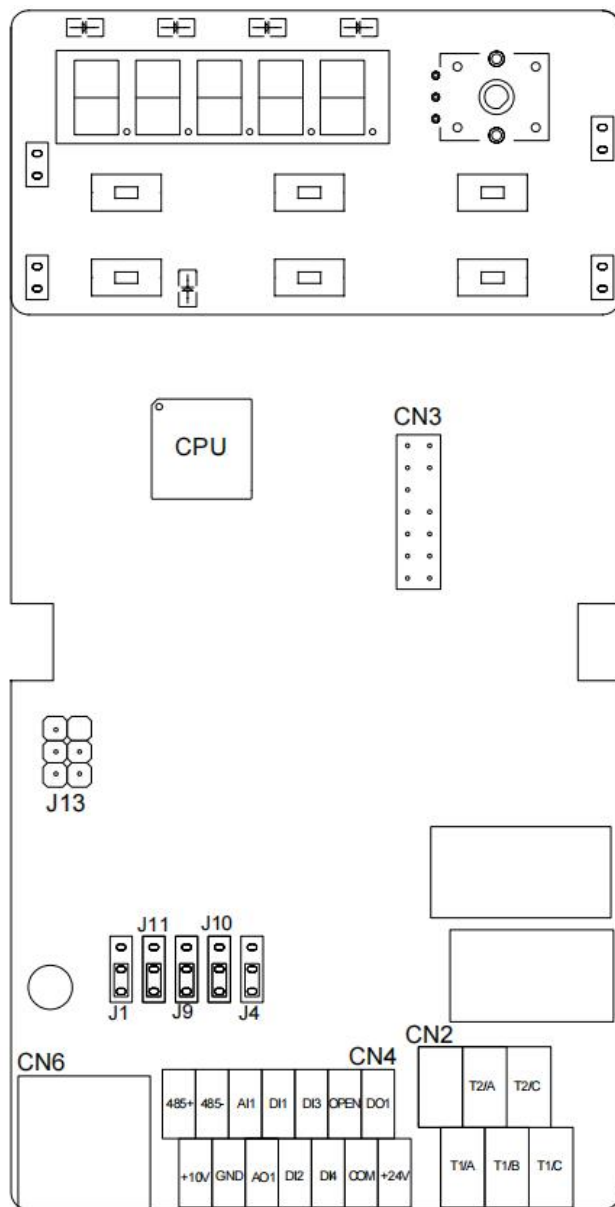 CPU
CN3
J13
J11 J10
J1 J9 J4
CN6 CN4 CN2
485+ 485- AI1 DI1 DI3 OPEN DO1
T2/A T2/C
+10V GND AO1 DI2 DI4 COM +24V
T1/A T1/B T1/C